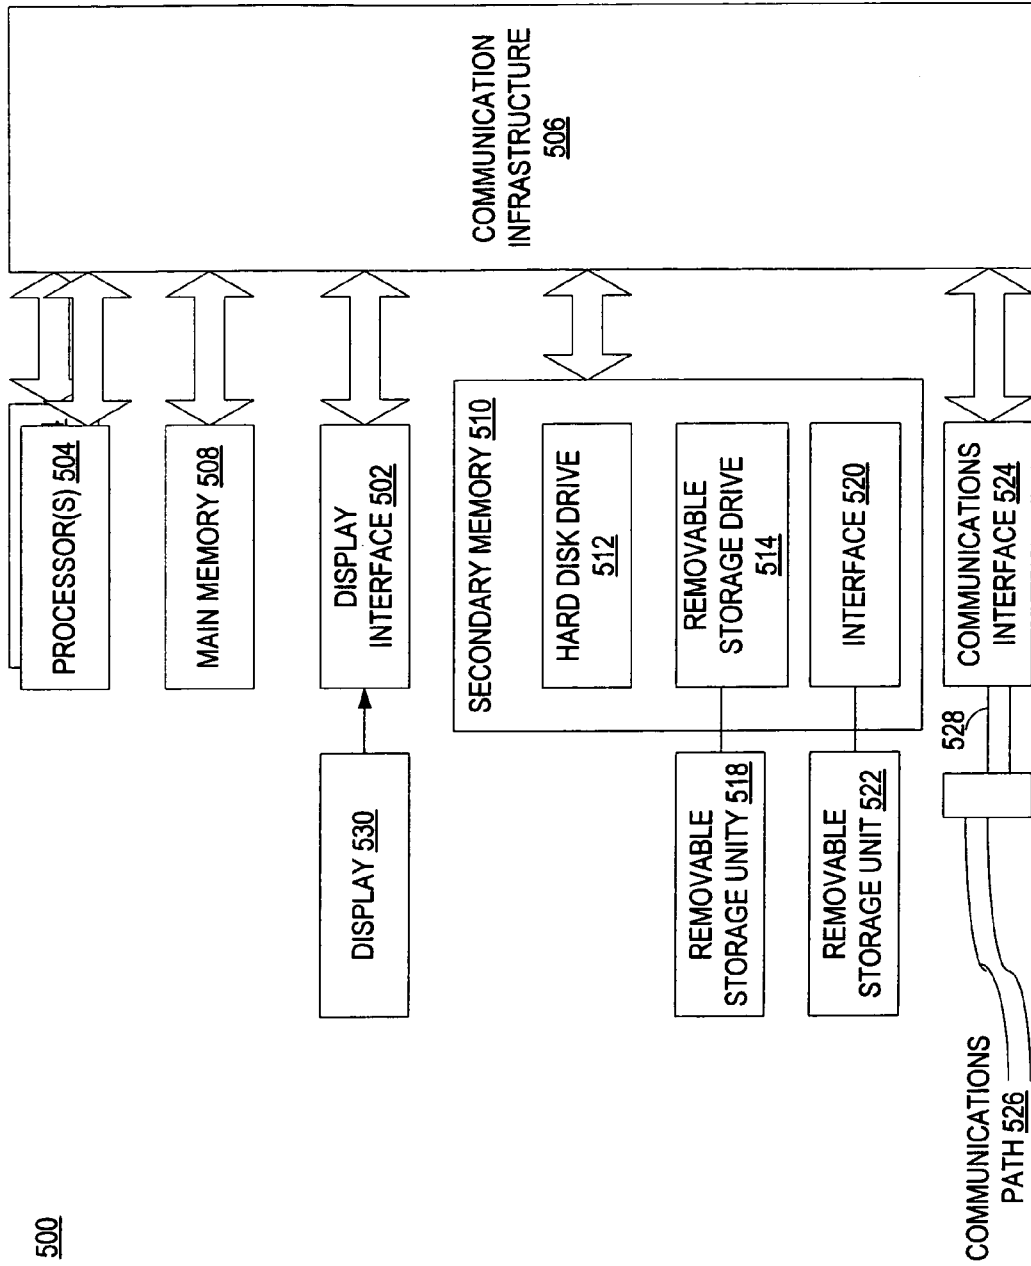 500
PROCESSOR(S) 504
MAIN MEMORY 508
DISPLAY
INTERFACE 502
DISPLAY 530
COMMUNICATION
INFRASTRUCTURE
506
SECONDARY MEMORY 510
HARD DISK DRIVE
512
REMOVABLE
STORAGE DRIVE
514
INTERFACE 520
REMOVABLE
STORAGE UNITY 518
REMOVABLE
STORAGE UNIT 522
COMMUNICATIONS
INTERFACE 524
528
COMMUNICATIONS
PATH 526